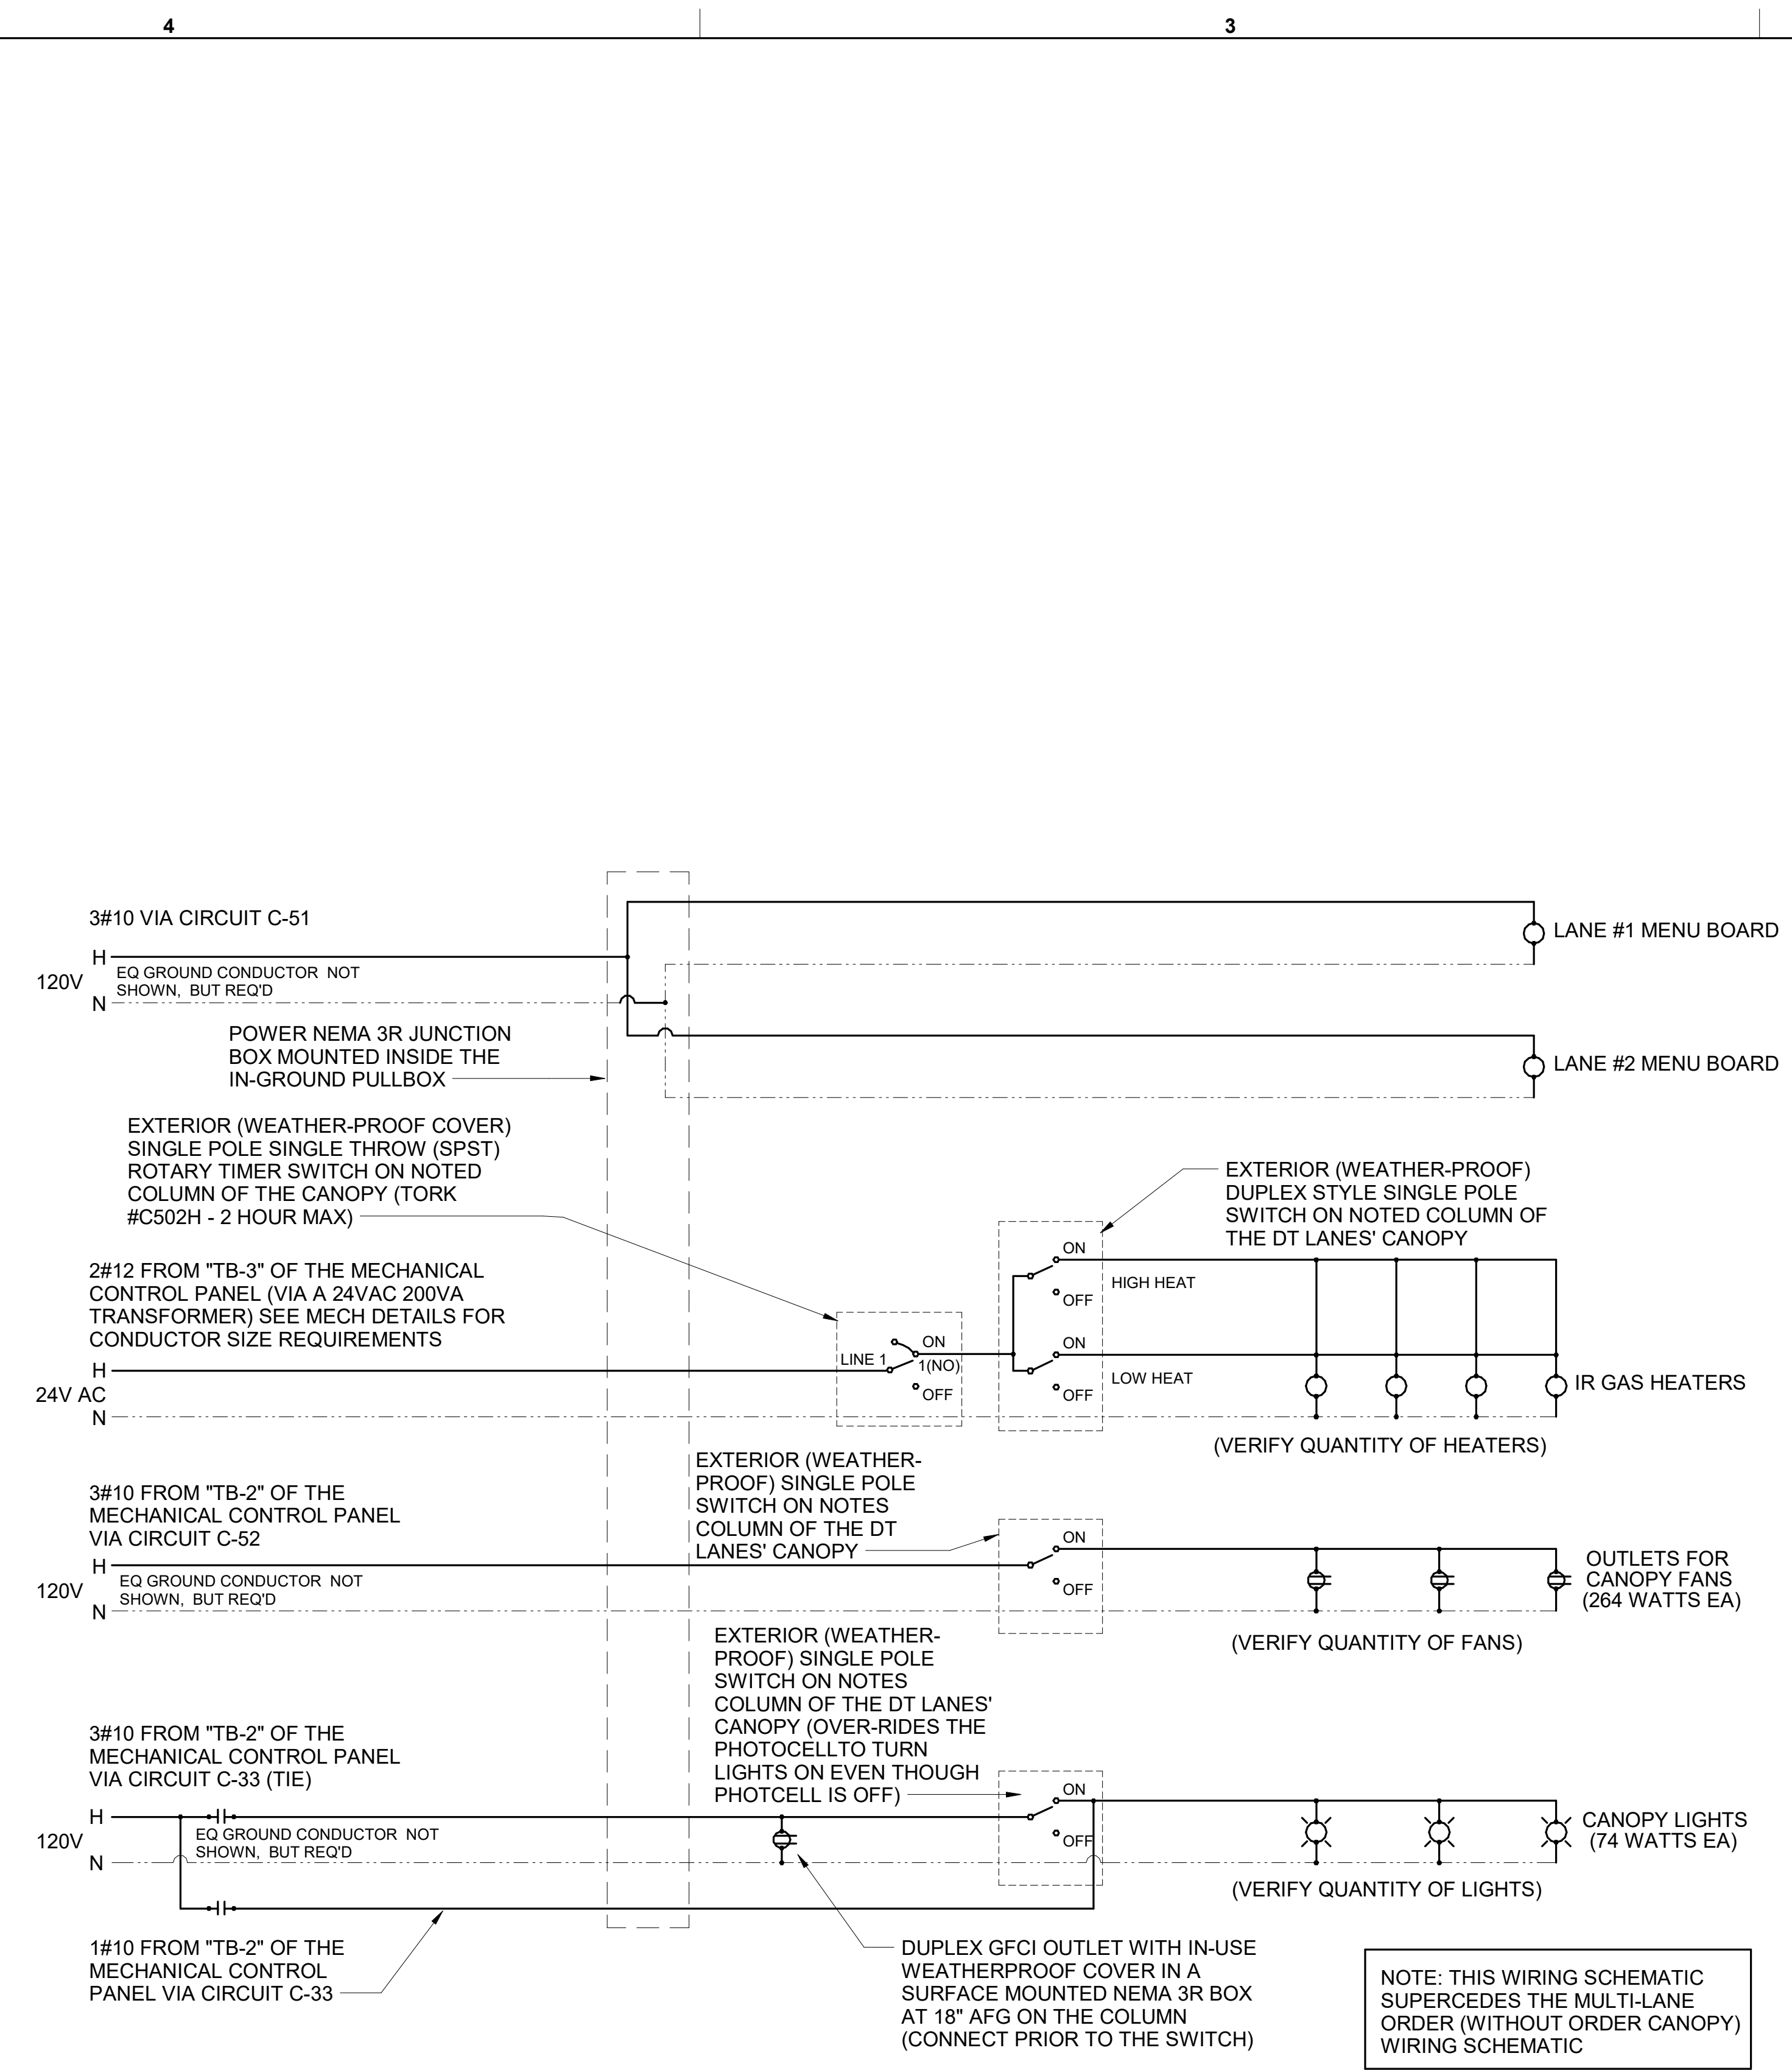 4
3
3#10 VIA CIRCUIT C-51
H
120V
N
EQ GROUND CONDUCTOR NOT
SHOWN, BUT REQ'D
LANE #1 MENU BOARD
LANE #2 MENU BOARD
POWER NEMA 3R JUNCTION
BOX MOUNTED INSIDE THE
IN-GROUND PULLBOX
EXTERIOR (WEATHER-PROOF COVER)
SINGLE POLE SINGLE THROW (SPST)
ROTARY TIMER SWITCH ON NOTED
COLUMN OF THE CANOPY (TORK
#C502H - 2 HOUR MAX)
EXTERIOR (WEATHER-PROOF)
DUPLEX STYLE SINGLE POLE
SWITCH ON NOTED COLUMN OF
THE DT LANES' CANOPY
2#12 FROM "TB-3" OF THE MECHANICAL
CONTROL PANEL (VIA A 24VAC 200VA
TRANSFORMER) SEE MECH DETAILS FOR
CONDUCTOR SIZE REQUIREMENTS
H
24V AC
N
LINE 1
ON
1(NO)
OFF
ON
HIGH HEAT
OFF
ON
LOW HEAT
OFF
IR GAS HEATERS
(VERIFY QUANTITY OF HEATERS)
EXTERIOR (WEATHER-
PROOF) SINGLE POLE
SWITCH ON NOTES
COLUMN OF THE DT
LANES' CANOPY
3#10 FROM "TB-2" OF THE
MECHANICAL CONTROL PANEL
VIA CIRCUIT C-52
H
120V
N
EQ GROUND CONDUCTOR NOT
SHOWN, BUT REQ'D
ON
OFF
OUTLETS FOR
CANOPY FANS
(264 WATTS EA)
(VERIFY QUANTITY OF FANS)
EXTERIOR (WEATHER-
PROOF) SINGLE POLE
SWITCH ON NOTES
COLUMN OF THE DT LANES'
CANOPY (OVER-RIDES THE
PHOTOCELLTO TURN
LIGHTS ON EVEN THOUGH
PHOTCELL IS OFF)
3#10 FROM "TB-2" OF THE
MECHANICAL CONTROL PANEL
VIA CIRCUIT C-33 (TIE)
H
120V
N
EQ GROUND CONDUCTOR NOT
SHOWN, BUT REQ'D
ON
OFF
CANOPY LIGHTS
(74 WATTS EA)
(VERIFY QUANTITY OF LIGHTS)
1#10 FROM "TB-2" OF THE
MECHANICAL CONTROL
PANEL VIA CIRCUIT C-33
DUPLEX GFCI OUTLET WITH IN-USE
WEATHERPROOF COVER IN A
SURFACE MOUNTED NEMA 3R BOX
AT 18" AFG ON THE COLUMN
(CONNECT PRIOR TO THE SWITCH)
NOTE: THIS WIRING SCHEMATIC
SUPERCEDES THE MULTI-LANE
ORDER (WITHOUT ORDER CANOPY)
WIRING SCHEMATIC